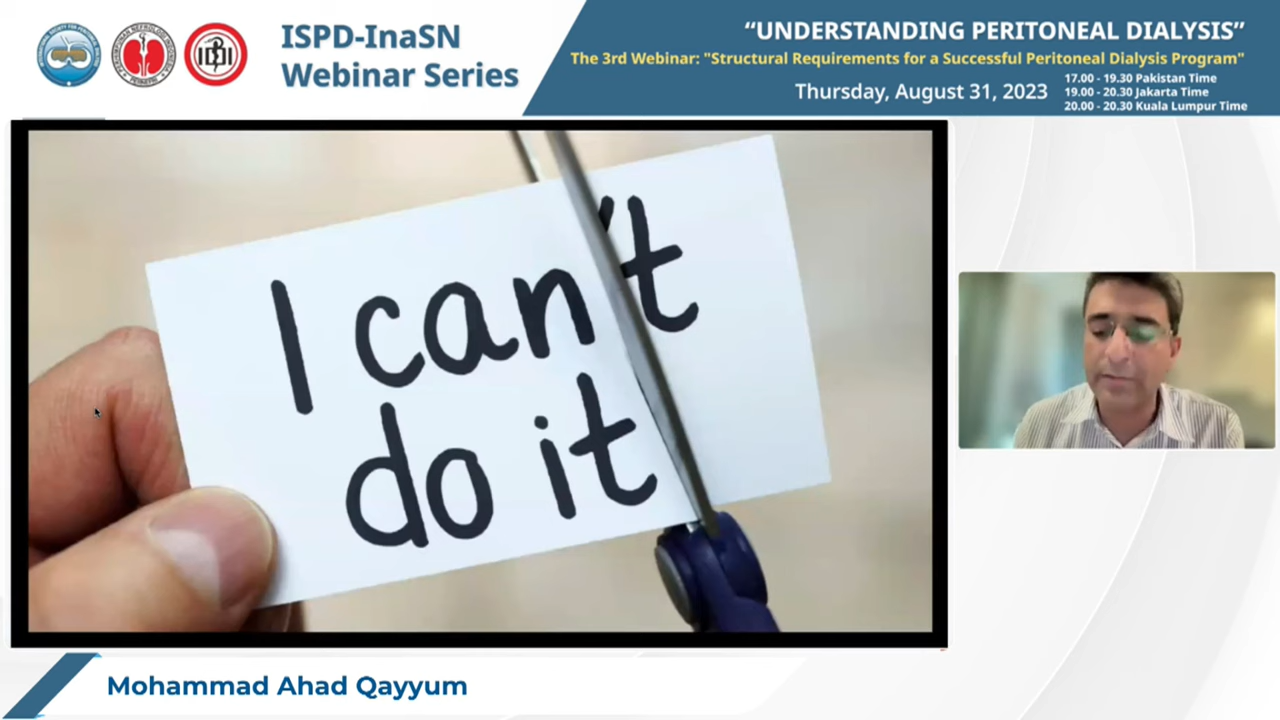 ISPD-InaSN
Webinar Series
“UNDERSTANDING PERITONEAL DIALYSIS”
The 3rd Webinar: "Structural Requirements for a Successful Peritoneal Dialysis Program"
Thursday, August 31, 2023
17.00 - 19.30 Pakistan Time
19.00 - 20.30 Jakarta Time
20.00 - 20.30 Kuala Lumpur Time
I can't
do it
Mohammad Ahad Qayyum